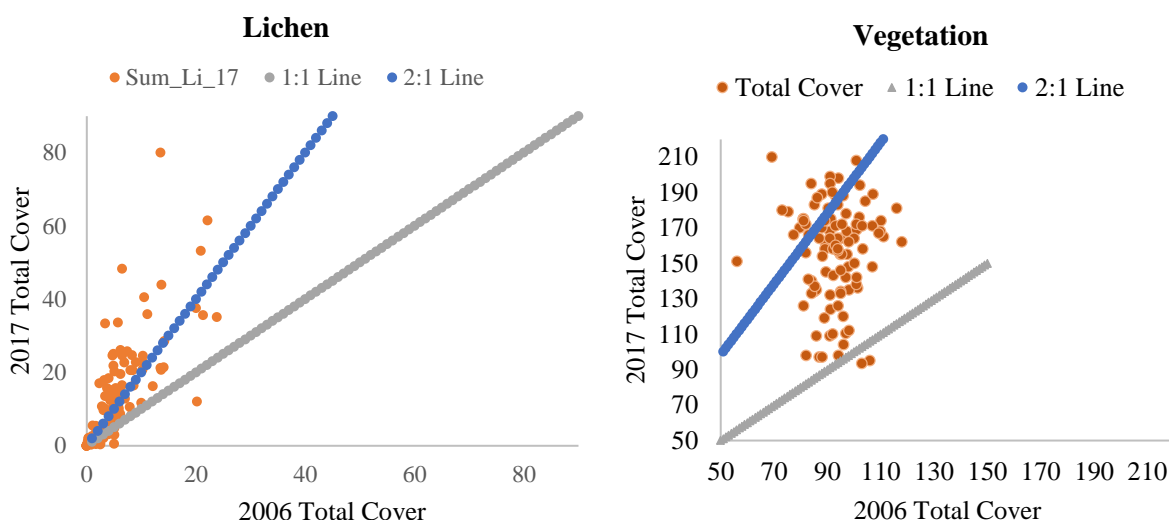 Lichen
Sum_Li_17 1:1 Line 2:1 Line
2017 Total Cover
80
60
40
20
0
0 20 40 60 80
2006 Total Cover
Vegetation
Total Cover 1:1 Line 2:1 Line
2017 Total Cover
210
190
170
150
130
110
90
70
50
50 70 90 110 130 150 170 190 210
2006 Total Cover